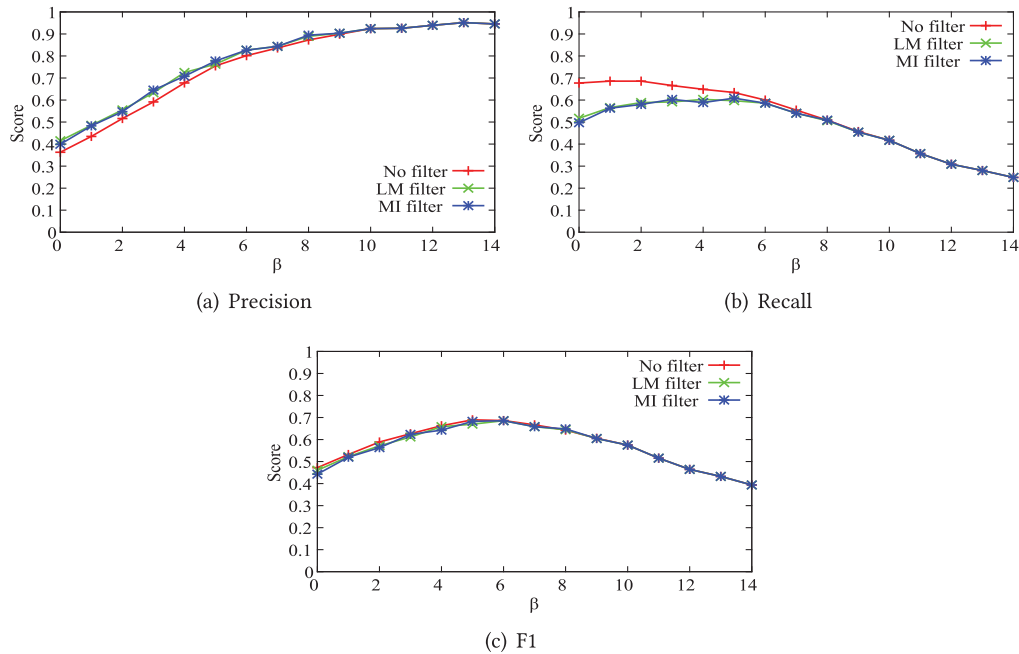 1
0.9
0.8
0.7
0.6
0.5
0.4
0.3
0.2
0.1
0
Score
No filter
LM filter
MI filter
0 2 4 6 8 10 12 14
β
(a) Precision
1
0.9
0.8
0.7
0.6
0.5
0.4
0.3
0.2
0.1
0
Score
No filter
LM filter
MI filter
0 2 4 6 8 10 12 14
β
(b) Recall
1
0.9
0.8
0.7
0.6
0.5
0.4
0.3
0.2
0.1
0
Score
No filter
LM filter
MI filter
0 2 4 6 8 10 12 14
β
(c) F1